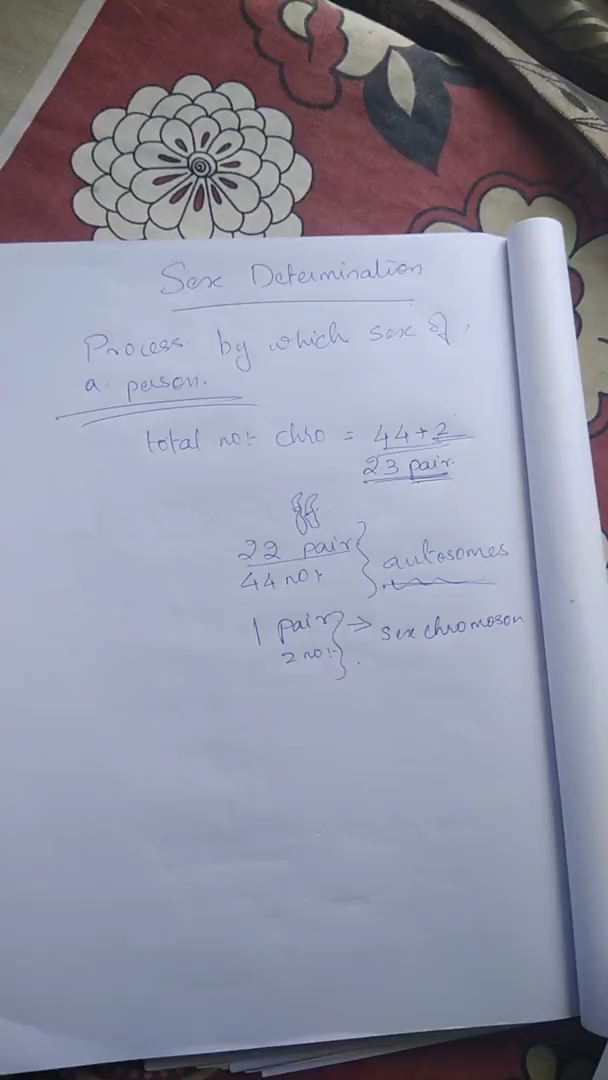 Sex Determination
Process by which sex of
a person.
total no:- chro = 44+2
23 pair
22 pair } autosomes
44 no:-
1 pair } → sex chromoson
2 no:-